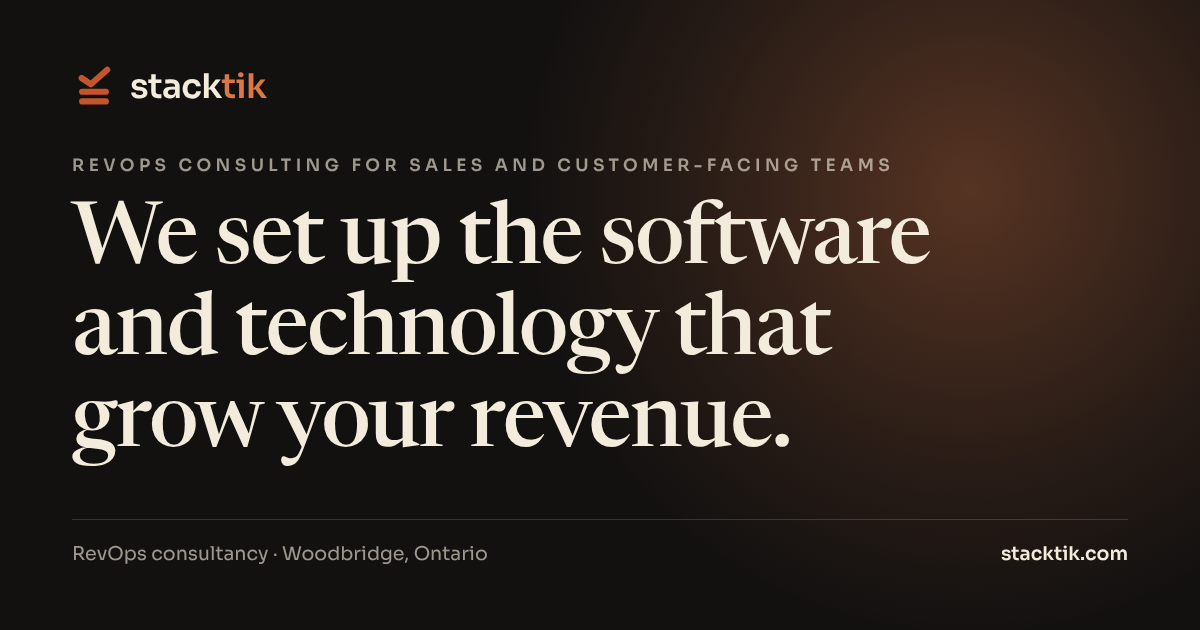 stacktik
REVOPS CONSULTING FOR SALES AND CUSTOMER-FACING TEAMS
We set up the software
and technology that
grow your revenue.
RevOps consultancy · Woodbridge, Ontario
stacktik.com